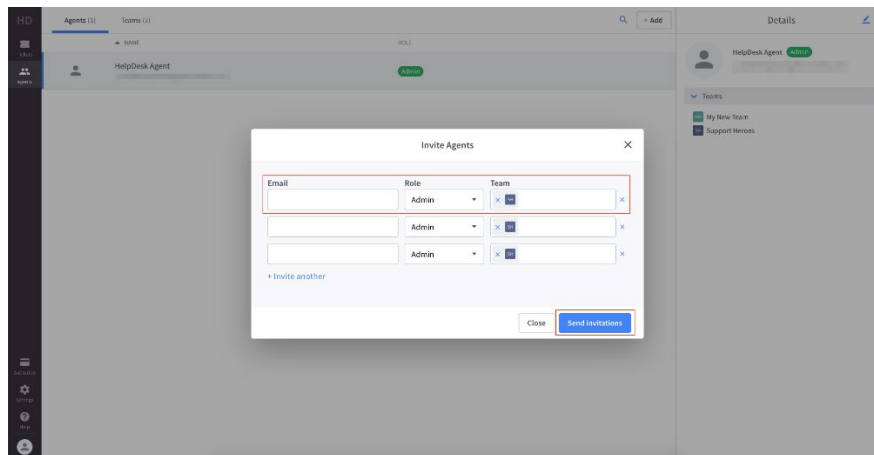 HD
Agents (1) Teams (2) + Add Details
NAME ROLE
Tickets
HelpDesk Agent Admin
HelpDesk Agent Admin
Agents
Teams
My New Team
SH Support Heroes
Invite Agents
Email Role Team
Admin SH
Admin SH
Admin SH
+ Invite another
Close Send invitations
Settings
Help